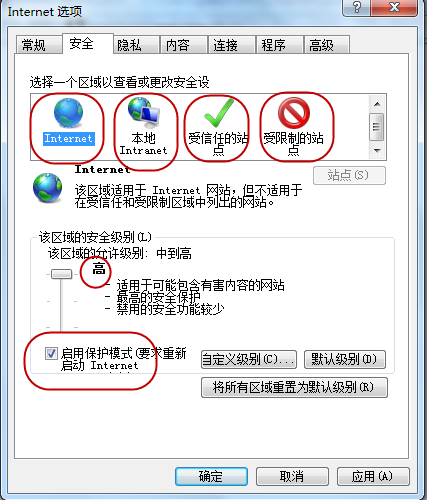 Internet 选项
常规 安全 隐私 内容 连接 程序 高级
选择一个区域以查看或更改安全设
Internet 本地 受信任的站 受限制的站
Intranet 点 点
Internet
站点(S)
该区域适用于 Internet 网站，但不适用于
在受信任和受限制区域中列出的网站。
该区域的安全级别(L)
该区域的允许级别: 中到高
高
- 适用于可能包含有害内容的网站
- 最高的安全保护
- 禁用的安全功能较少
启用保护模式(要求重新
启动 Internet
自定义级别(C)... 默认级别(D)
将所有区域重置为默认级别(R)
确定 取消 应用(A)